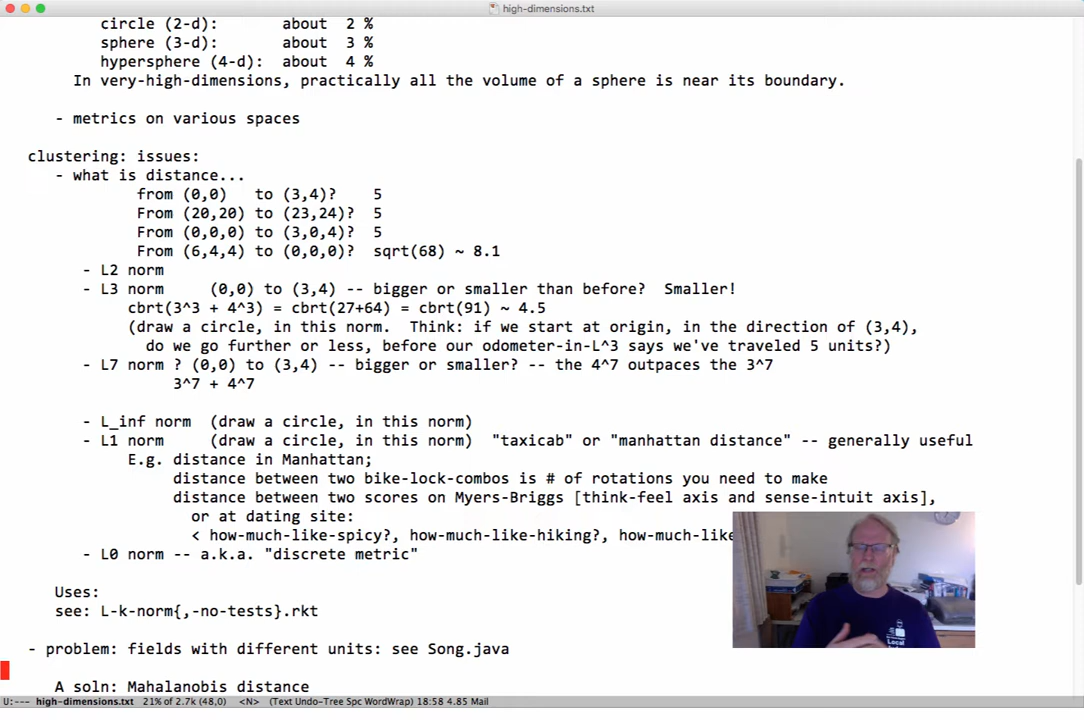 high-dimensions.txt
circle (2-d): about 2 %
sphere (3-d): about 3 %
hypersphere (4-d): about 4 %
In very-high-dimensions, practically all the volume of a sphere is near its boundary.
- metrics on various spaces
clustering: issues:
- what is distance...
from (0,0) to (3,4)? 5
From (20,20) to (23,24)? 5
From (0,0,0) to (3,0,4)? 5
From (6,4,4) to (0,0,0)? sqrt(68) ~ 8.1
- L2 norm
- L3 norm (0,0) to (3,4) -- bigger or smaller than before? Smaller!
cbrt(3^3 + 4^3) = cbrt(27+64) = cbrt(91) ~ 4.5
(draw a circle, in this norm. Think: if we start at origin, in the direction of (3,4),
do we go further or less, before our odometer-in-L^3 says we've traveled 5 units?)
- L7 norm ? (0,0) to (3,4) -- bigger or smaller? -- the 4^7 outpaces the 3^7
3^7 + 4^7
- L_inf norm (draw a circle, in this norm)
- L1 norm (draw a circle, in this norm) "taxicab" or "manhattan distance" -- generally useful
E.g. distance in Manhattan;
distance between two bike-lock-combos is # of rotations you need to make
distance between two scores on Myers-Briggs [think-feel axis and sense-intuit axis],
or at dating site:
< how-much-like-spicy?, how-much-like-hiking?, how-much-like
- L0 norm -- a.k.a. "discrete metric"
Uses:
see: L-k-norm{,-no-tests}.rkt
- problem: fields with different units: see Song.java
A soln: Mahalanobis distance
U:--- high-dimensions.txt 21% of 2.7k (48,0) <N> (Text Undo-Tree Spc WordWrap) 18:58 4.85 Mail
Local